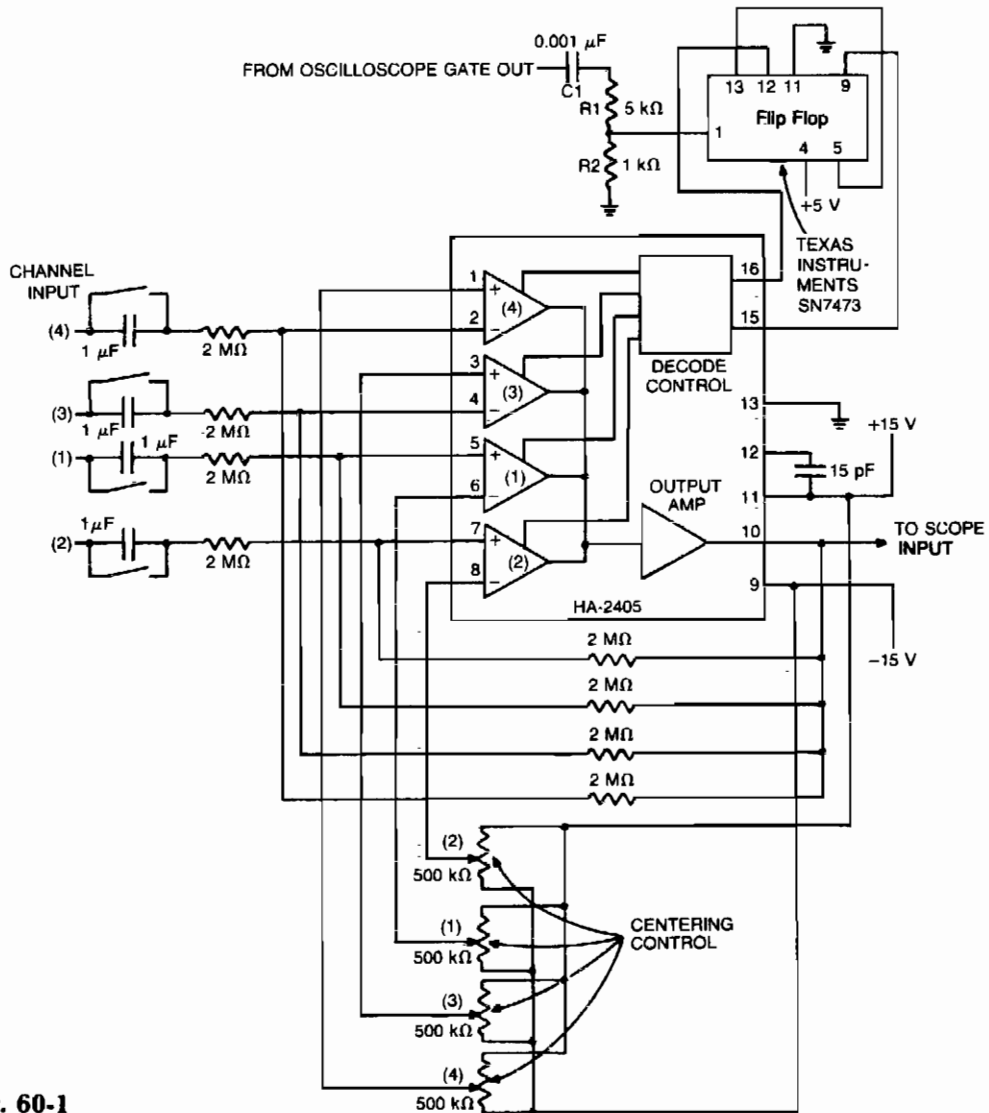 FROM OSCILLOSCOPE GATE OUT
0.001 µF
C1
R1
5 kΩ
R2
1 kΩ
13
12
11
9
Flip Flop
1
4
5
+5 V
TEXAS
INSTRU-
MENTS
SN7473
CHANNEL
INPUT
(4)
1 µF
2 MΩ
(3)
1 µF
2 MΩ
(1)
1 µF
2 MΩ
(2)
1 µF
2 MΩ
1
+
(4)
2
−
3
+
(3)
4
−
5
+
(1)
6
−
7
+
(2)
8
−
DECODE
CONTROL
16
15
13
12
15 pF
+15 V
11
OUTPUT
AMP
10
TO SCOPE
INPUT
9
HA-2405
−15 V
2 MΩ
2 MΩ
2 MΩ
2 MΩ
(2)
500 kΩ
(1)
500 kΩ
(3)
500 kΩ
(4)
500 kΩ
CENTERING
CONTROL
. 60-1